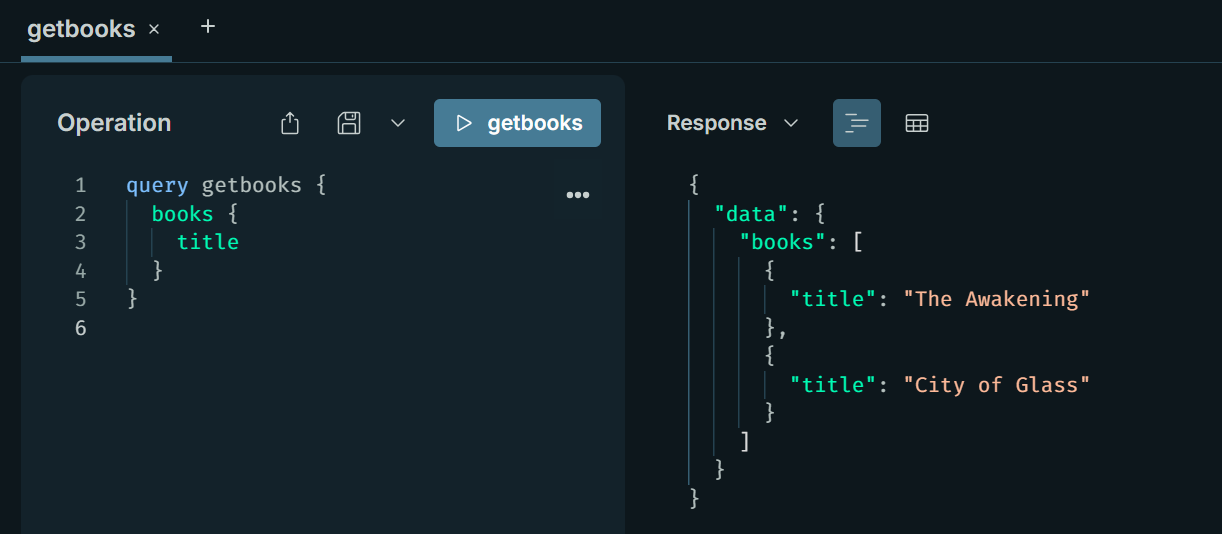 getbooks × +
Operation
getbooks
1 query getbooks {
2   books {
3     title
4   }
5 }
6
Response
{
  "data": {
    "books": [
      {
        "title": "The Awakening"
      },
      {
        "title": "City of Glass"
      }
    ]
  }
}